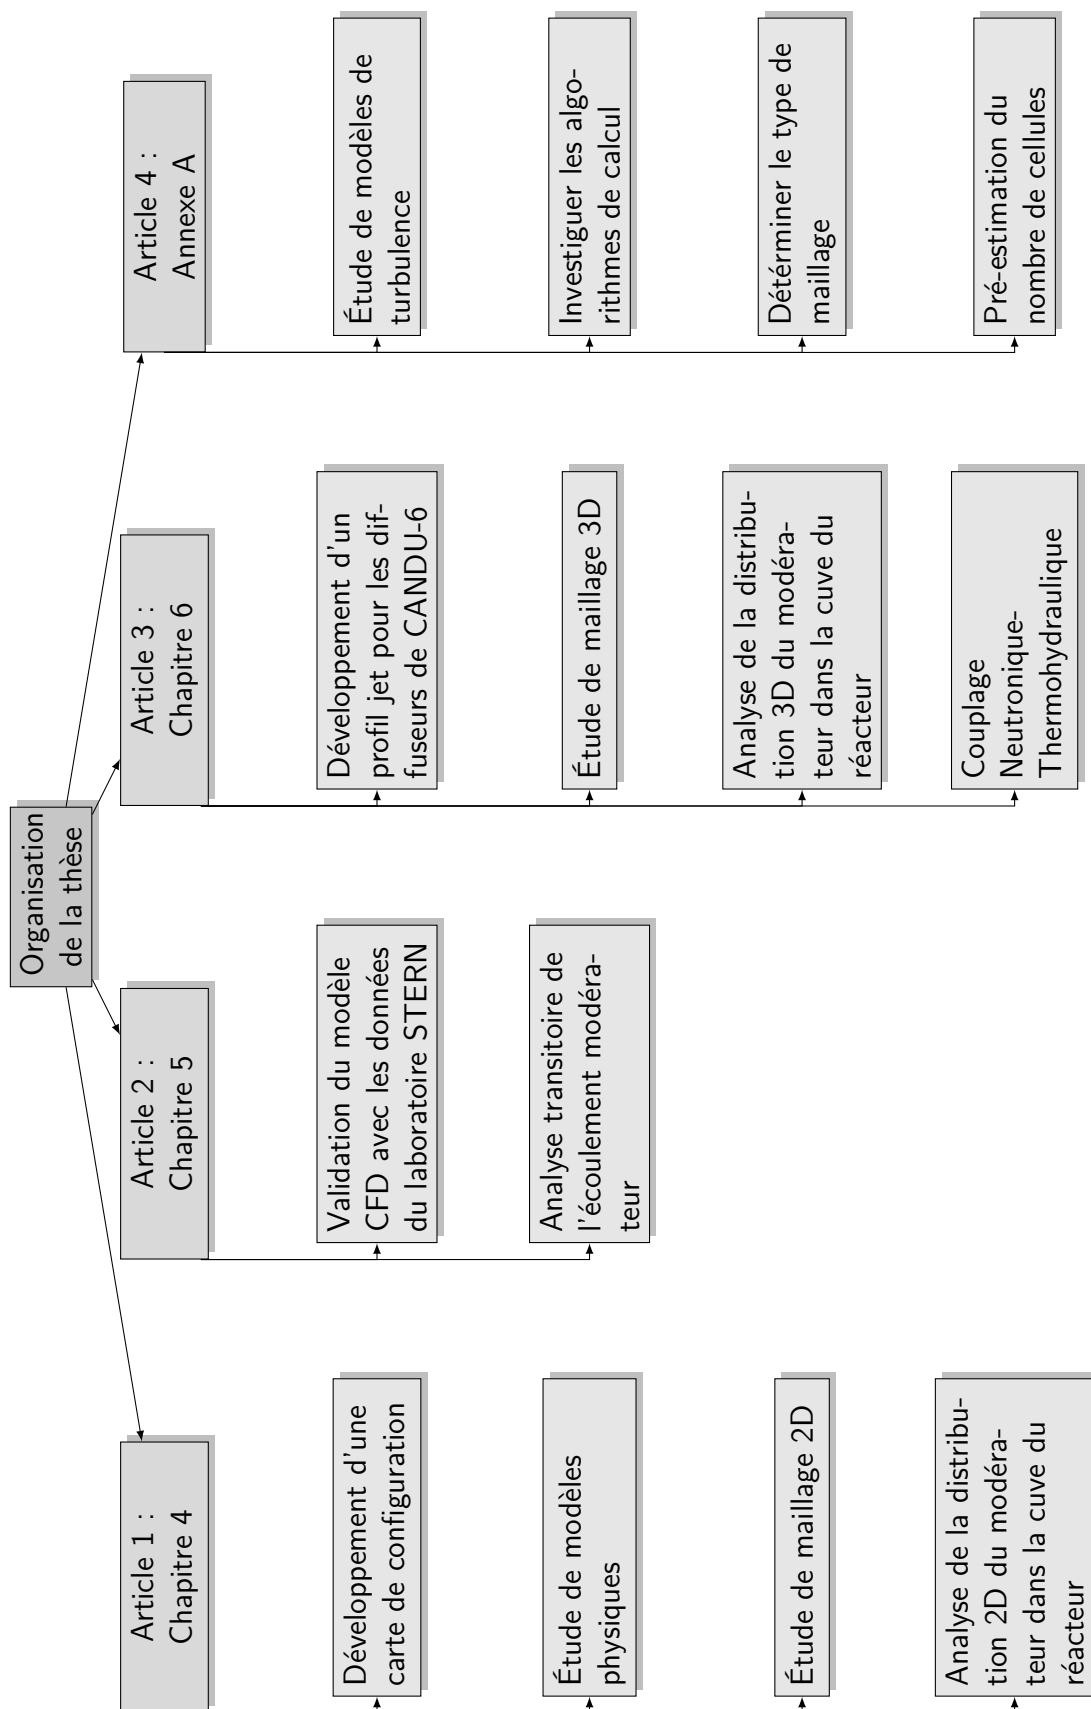 Organisation
de la thèse
Article 1 :
Chapitre 4
Développement d'une
carte de configuration
Étude de modèles
physiques
Étude de maillage 2D
Analyse de la distribu-
tion 2D du modéra-
teur dans la cuve du
réacteur
Article 2 :
Chapitre 5
Validation du modèle
CFD avec les données
du laboratoire STERN
Analyse transitoire de
l'écoulement modéra-
teur
Article 3 :
Chapitre 6
Développement d'un
profil jet pour les dif-
fuseurs de CANDU-6
Étude de maillage 3D
Analyse de la distribu-
tion 3D du modéra-
teur dans la cuve du
réacteur
Couplage
Neutronique-
Thermohydraulique
Article 4 :
Annexe A
Étude de modèles de
turbulence
Investiguer les algo-
rithmes de calcul
Détérminer le type de
maillage
Pré-estimation du
nombre de cellules